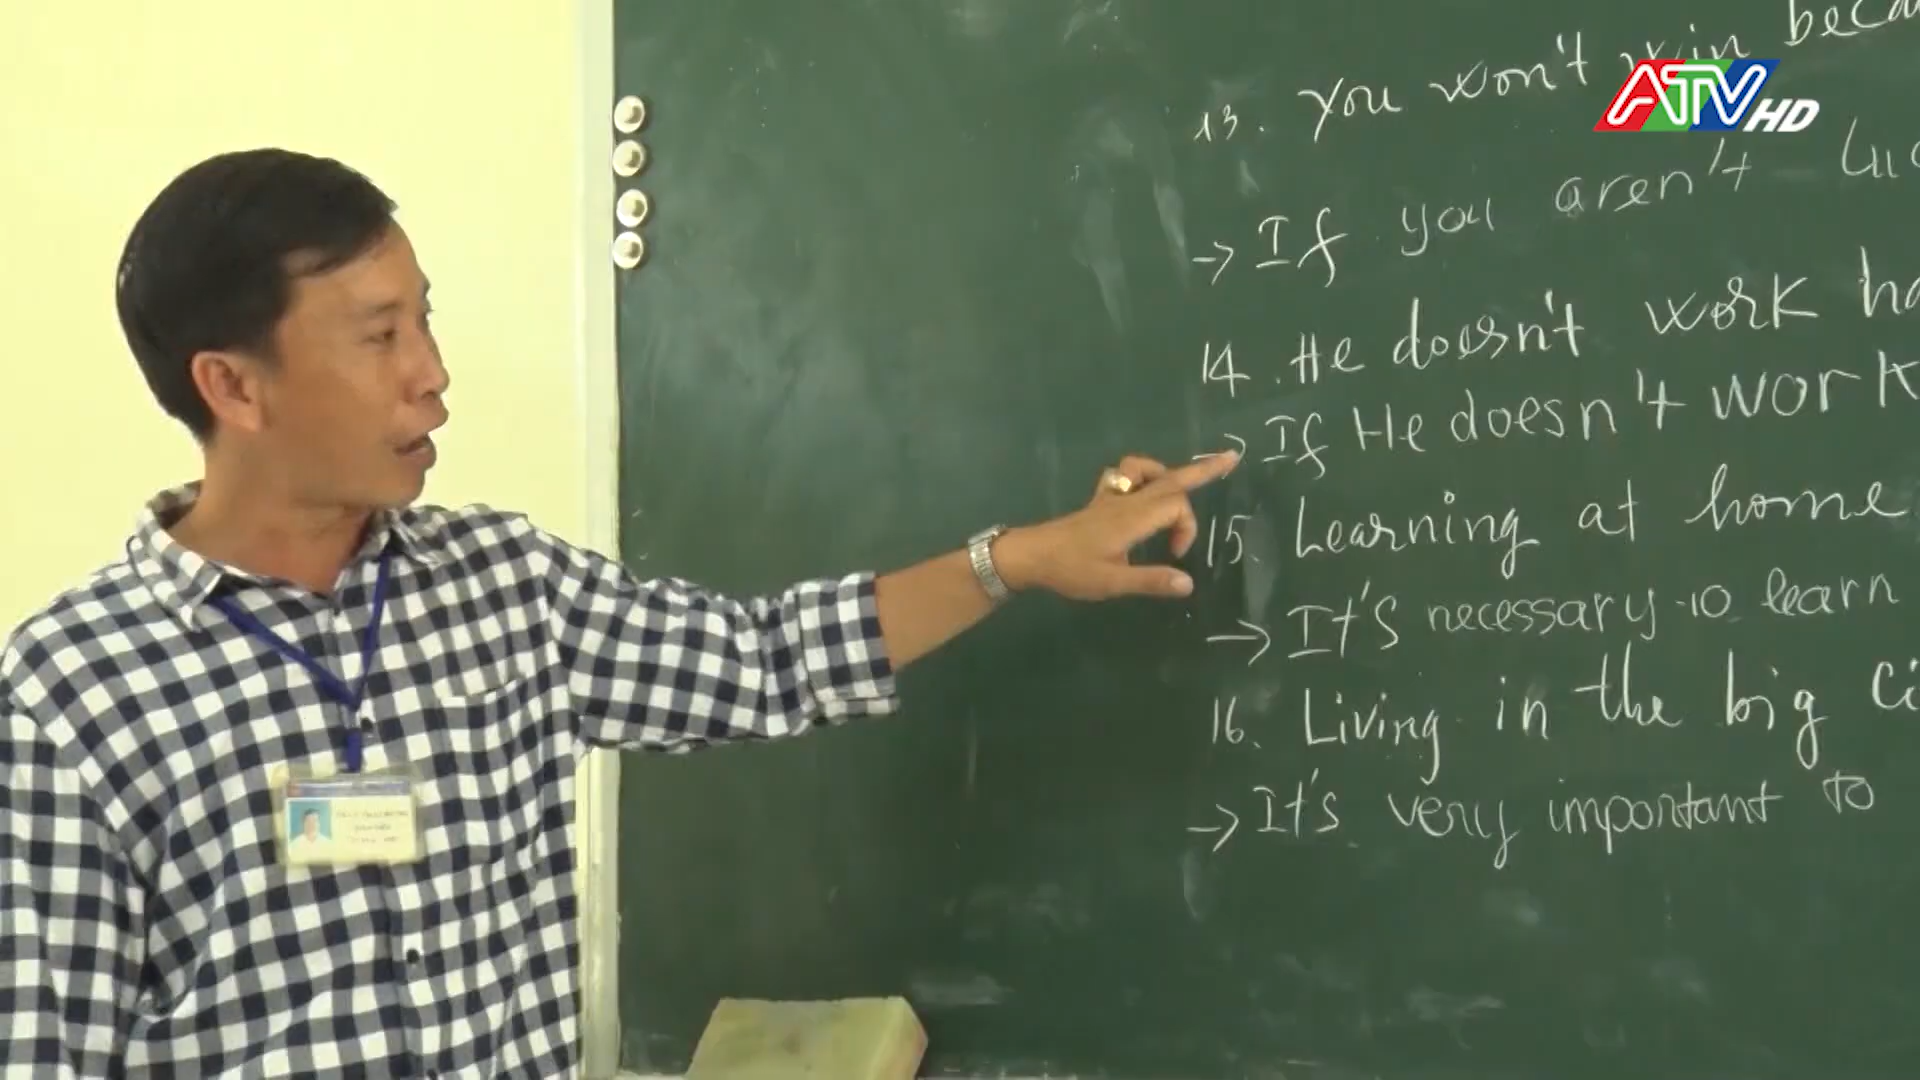 13. You won't win
ATV HD
→ If you aren't
14. He doesn't work
→ If He doesn't work
15. Learning at home
→ It's necessary to learn
16. Living in the big
→ It's very important to